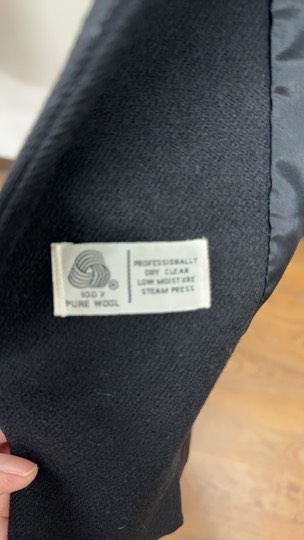 ®
100 %
PURE WOOL
PROFESSIONALLY
DRY CLEAN
LOW MOISTURE
STEAM PRESS